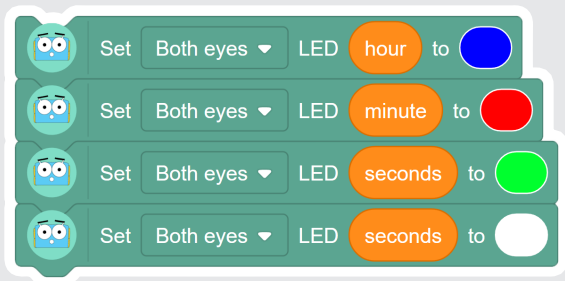 Set Both eyes LED hour to
Set Both eyes LED minute to
Set Both eyes LED seconds to
Set Both eyes LED seconds to